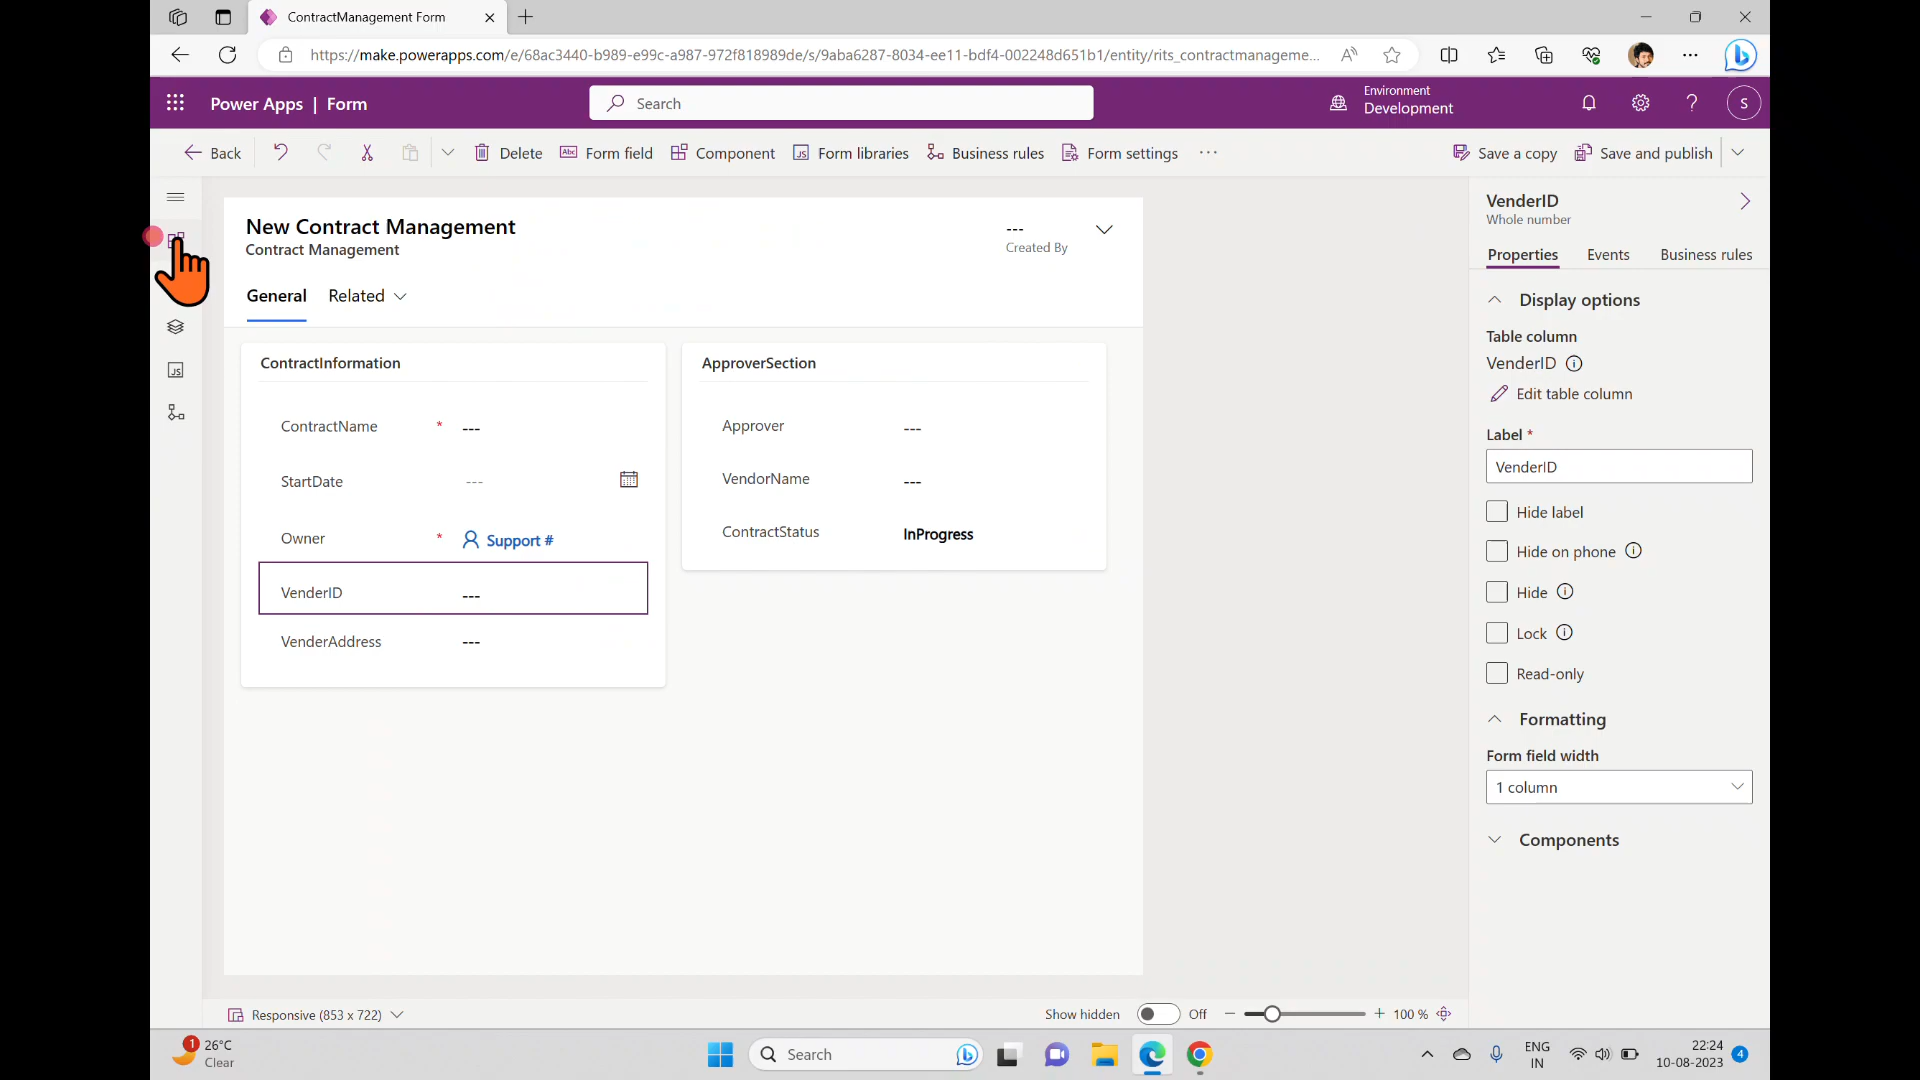 ContractManagement Form
https://make.powerapps.com/e/68ac3440-b989-e99c-a987-972f818989de/s/9aba6287-8034-ee11-bdf4-002248d651b1/entity/rits_contractmanageme...
Power Apps | Form
Search
Environment
Development
S
Back
Delete
Abc
Form field
Component
JS
Form libraries
Business rules
Form settings
Save a copy
Save and publish
New Contract Management
Contract Management
---
Created By
General
Related
JS
ContractInformation
ContractName * ---
StartDate ---
Owner * Support #
VenderID ---
VenderAddress ---
ApproverSection
Approver ---
VendorName ---
ContractStatus InProgress
VenderID
Whole number
Properties
Events
Business rules
Display options
Table column
VenderID
Edit table column
Label *
VenderID
Hide label
Hide on phone
Hide
Lock
Read-only
Formatting
Form field width
1 column
Components
Responsive (853 x 722)
Show hidden
Off
100 %
1
26°C
Clear
Search
ENG
IN
22:24
10-08-2023
4